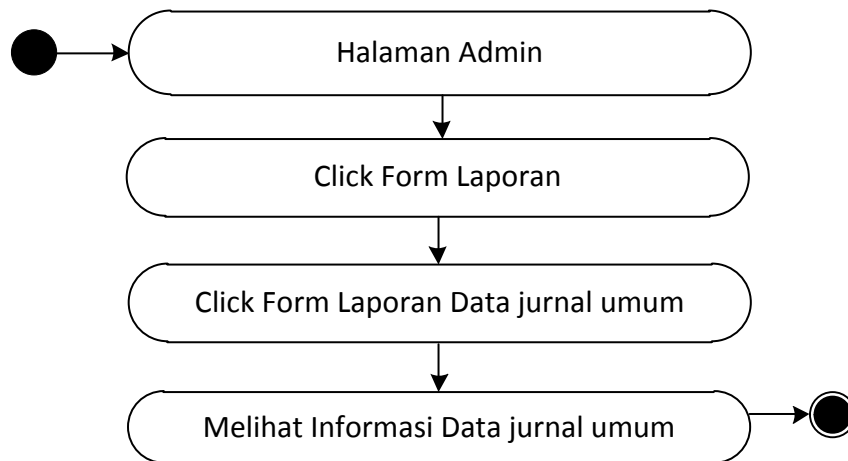 Halaman Admin
Click Form Laporan
Click Form Laporan Data jurnal umum
Melihat Informasi Data jurnal umum